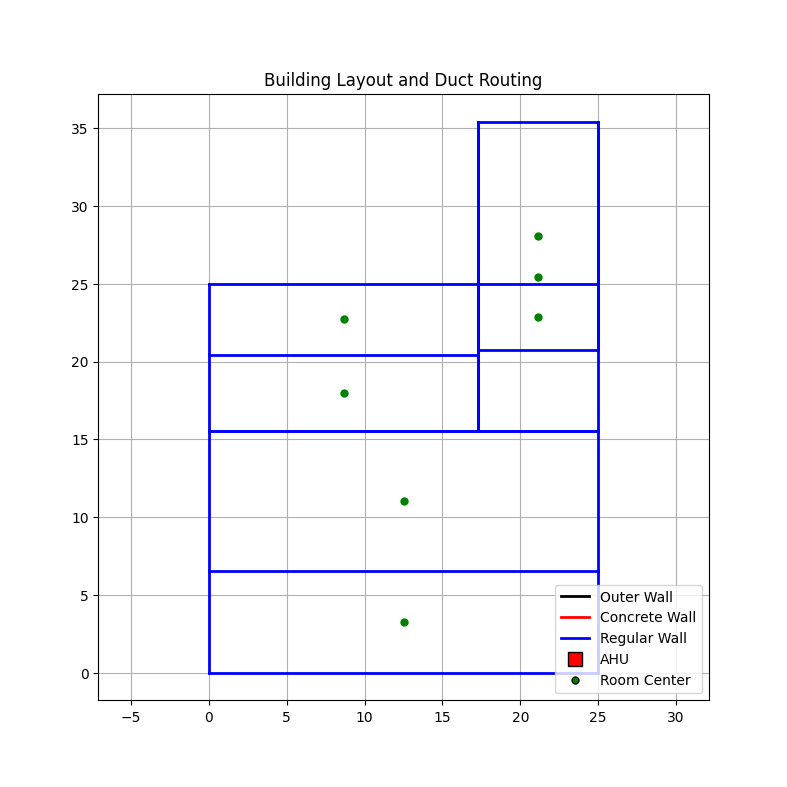 Building Layout and Duct Routing
35
30
25
20
15
10
5
0
Outer Wall
Concrete Wall
Regular Wall
AHU
Room Center
−5 0 5 10 15 20 25 30